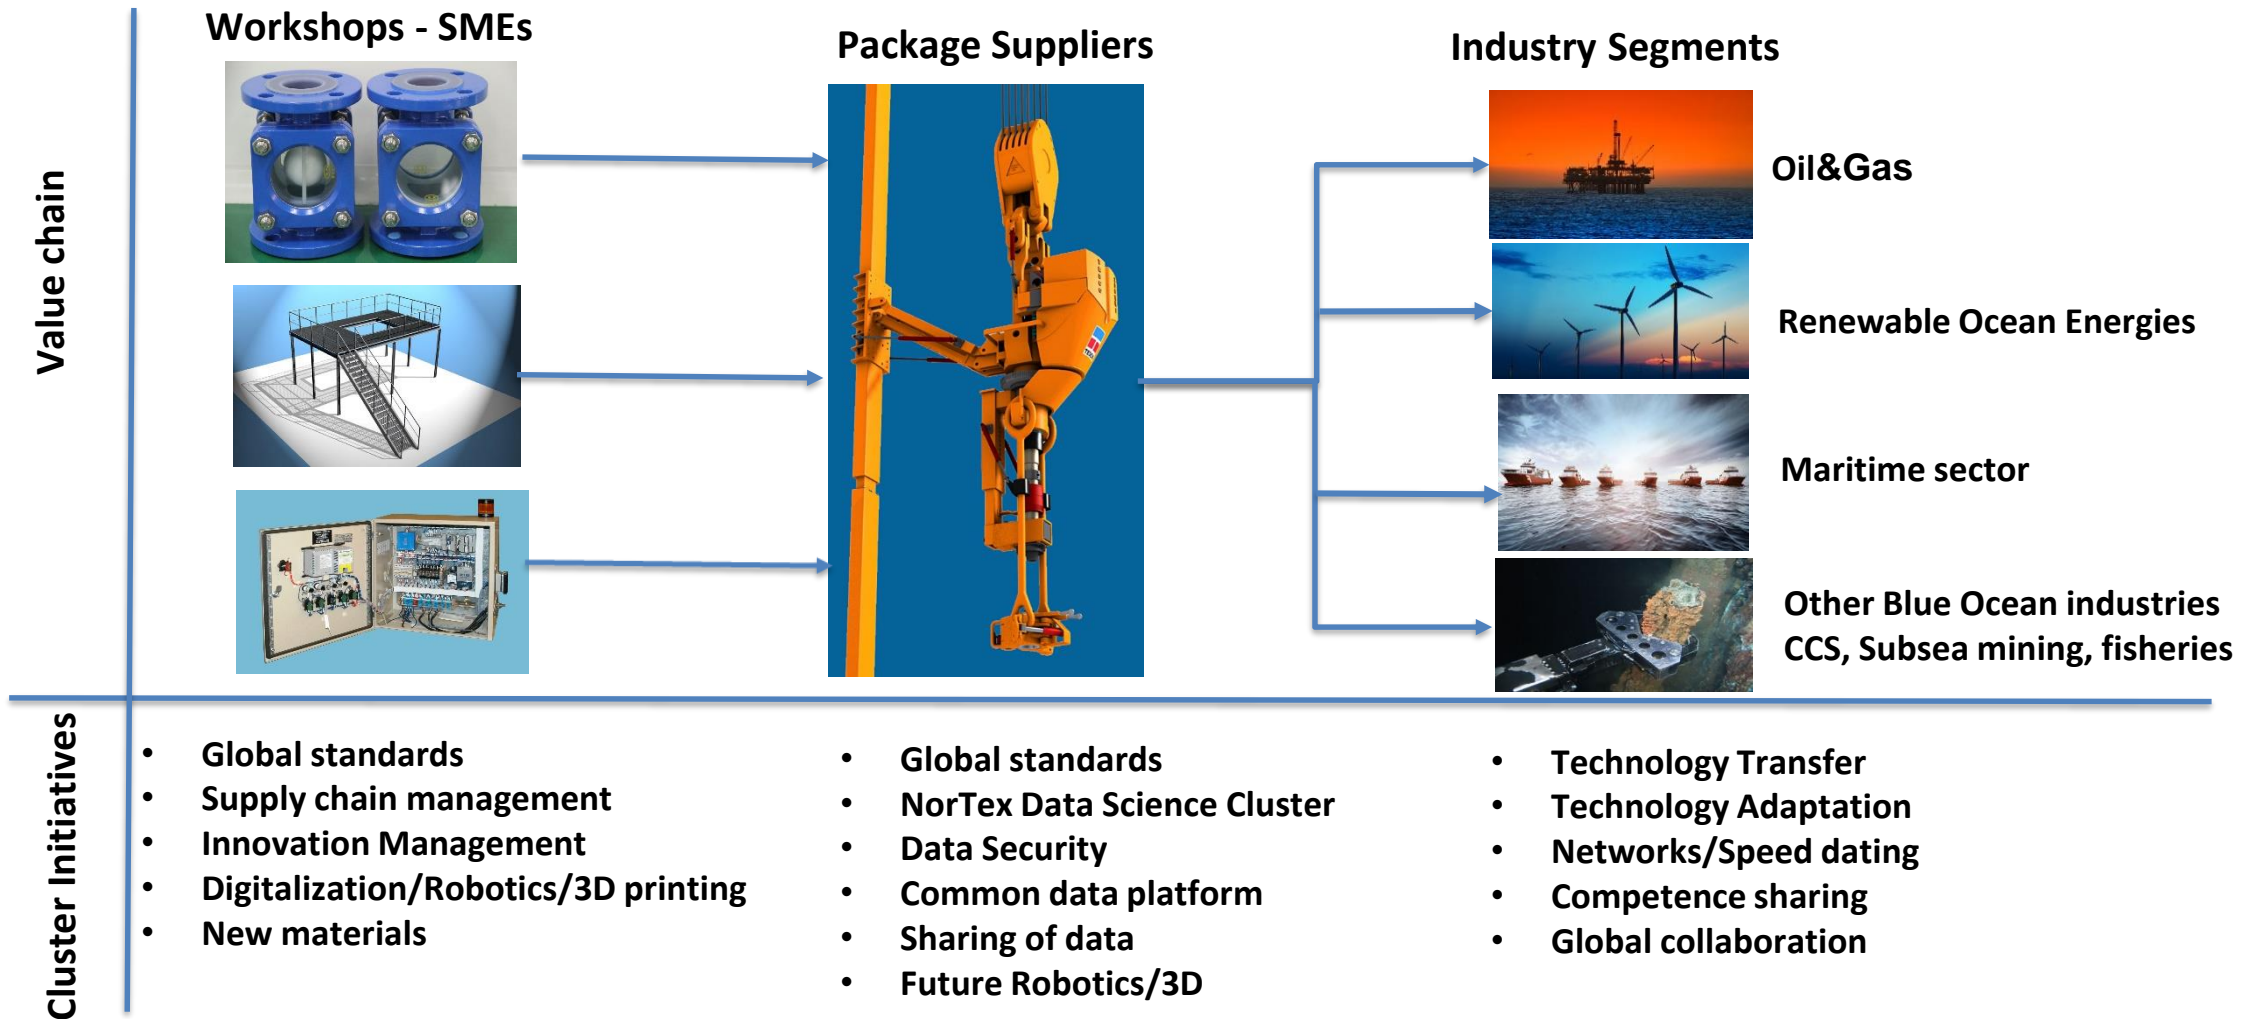 Workshops - SMEs
Package Suppliers
Industry Segments
Value chain
Oil&Gas
Renewable Ocean Energies
Maritime sector
Other Blue Ocean industries
CCS, Subsea mining, fisheries
Cluster Initiatives
• Global standards
• Supply chain management
• Innovation Management
• Digitalization/Robotics/3D printing
• New materials
• Global standards
• NorTex Data Science Cluster
• Data Security
• Common data platform
• Sharing of data
• Future Robotics/3D
• Technology Transfer
• Technology Adaptation
• Networks/Speed dating
• Competence sharing
• Global collaboration